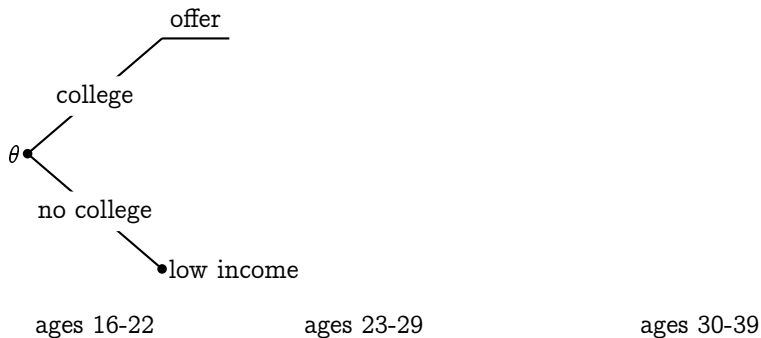 offer
college
θ
no college
low income
ages 16-22 ages 23-29 ages 30-39